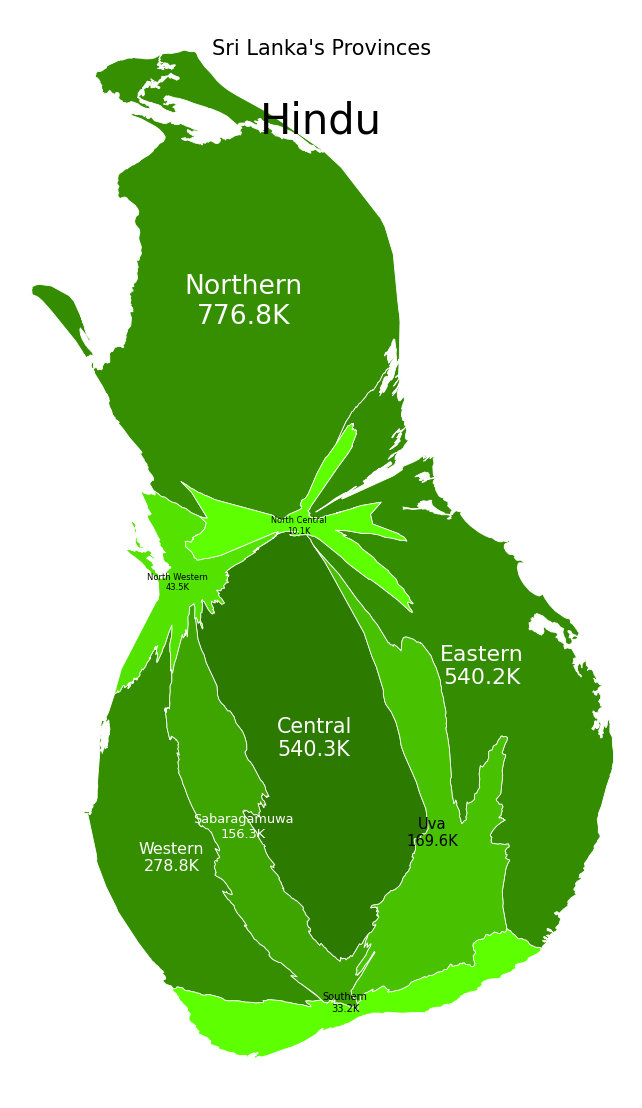 Sri Lanka's Provinces
Hindu
Northern
776.8K
North Central
10.1K
North Western
43.5K
Eastern
540.2K
Central
540.3K
Sabaragamuwa
156.3K
Uva
169.6K
Western
278.8K
Southern
33.2K